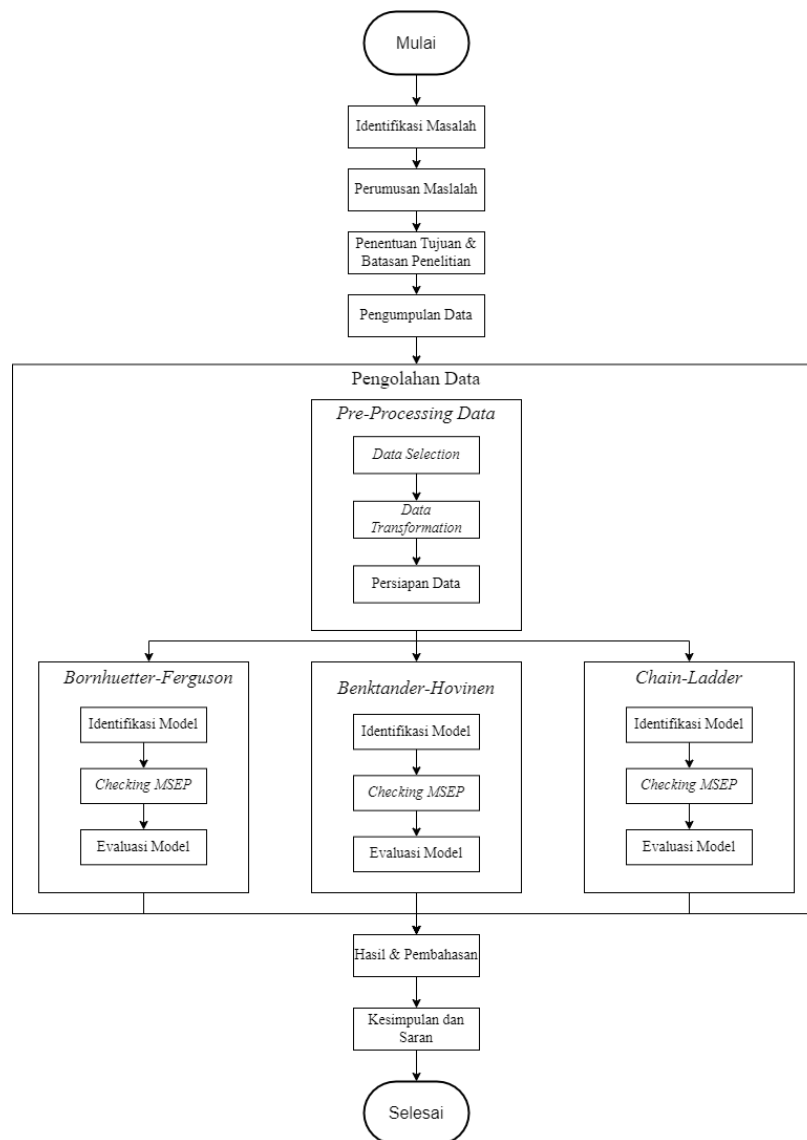 Mulai
Identifikasi Masalah
Perumusan Maslalah
Penentuan Tujuan &
Batasan Penelitian
Pengumpulan Data
Pengolahan Data
Pre-Processing Data
Data Selection
Data
Transformation
Persiapan Data
Bornhuetter-Ferguson
Identifikasi Model
Checking MSEP
Evaluasi Model
Benktander-Hovinen
Identifikasi Model
Checking MSEP
Evaluasi Model
Chain-Ladder
Identifikasi Model
Checking MSEP
Evaluasi Model
Hasil & Pembahasan
Kesimpulan dan
Saran
Selesai